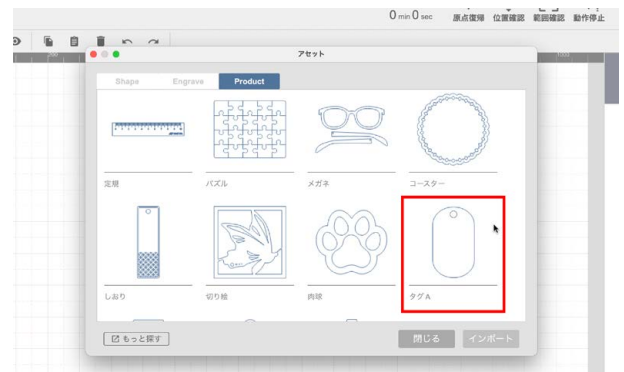 0 min 0 sec
原点復帰 位置確認 範囲確認 動作停止
アセット
Shape Engrave Product
定規 パズル メガネ コースター
しおり 切り絵 肉球 タグA
もっと探す 閉じる インポート